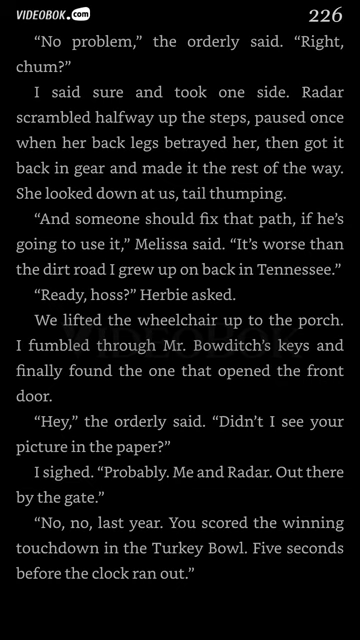 VIDEOBOK.com
226
“No problem,” the orderly said. “Right,
chum?”
I said sure and took one side. Radar
scrambled halfway up the steps, paused once
when her back legs betrayed her, then got it
back in gear and made it the rest of the way.
She looked down at us, tail thumping.
“And someone should fix that path, if he’s
going to use it,” Melissa said. “It’s worse than
the dirt road I grew up on back in Tennessee.”
“Ready, hoss?” Herbie asked.
We lifted the wheelchair up to the porch.
VIDEOBOK
I fumbled through Mr. Bowditch’s keys and
finally found the one that opened the front
door.
“Hey,” the orderly said. “Didn’t I see your
picture in the paper?”
I sighed. “Probably. Me and Radar. Out there
by the gate.”
“No, no, last year. You scored the winning
touchdown in the Turkey Bowl. Five seconds
before the clock ran out.”